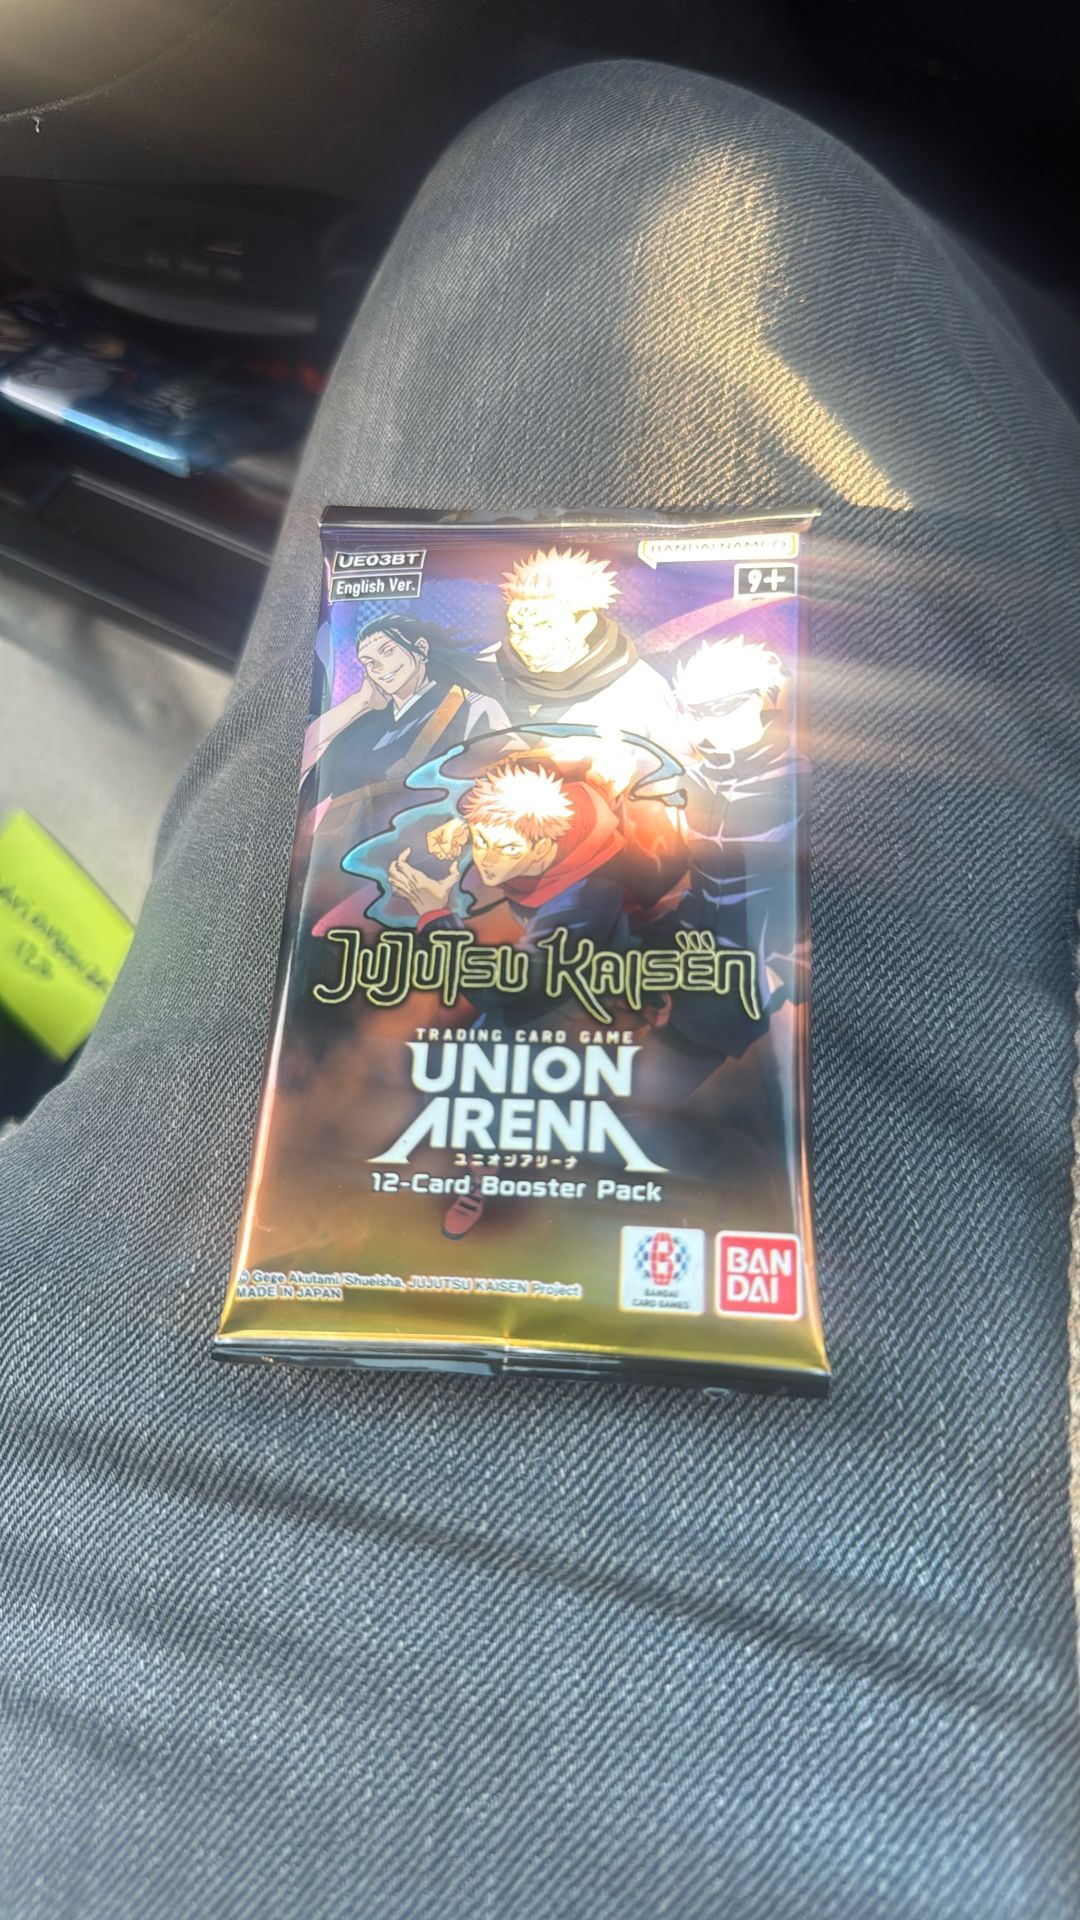 UE03BT
English Ver.
BANDAI NAMCO
9+
JUJUTSU KAISEN
TRADING CARD GAME
UNION
ARENA
ユニオンアリーナ
12-Card Booster Pack
© Gege Akutami/Shueisha, JUJUTSU KAISEN Project
MADE IN JAPAN
B
BANDAI
CARD GAMES
BAN
DAI